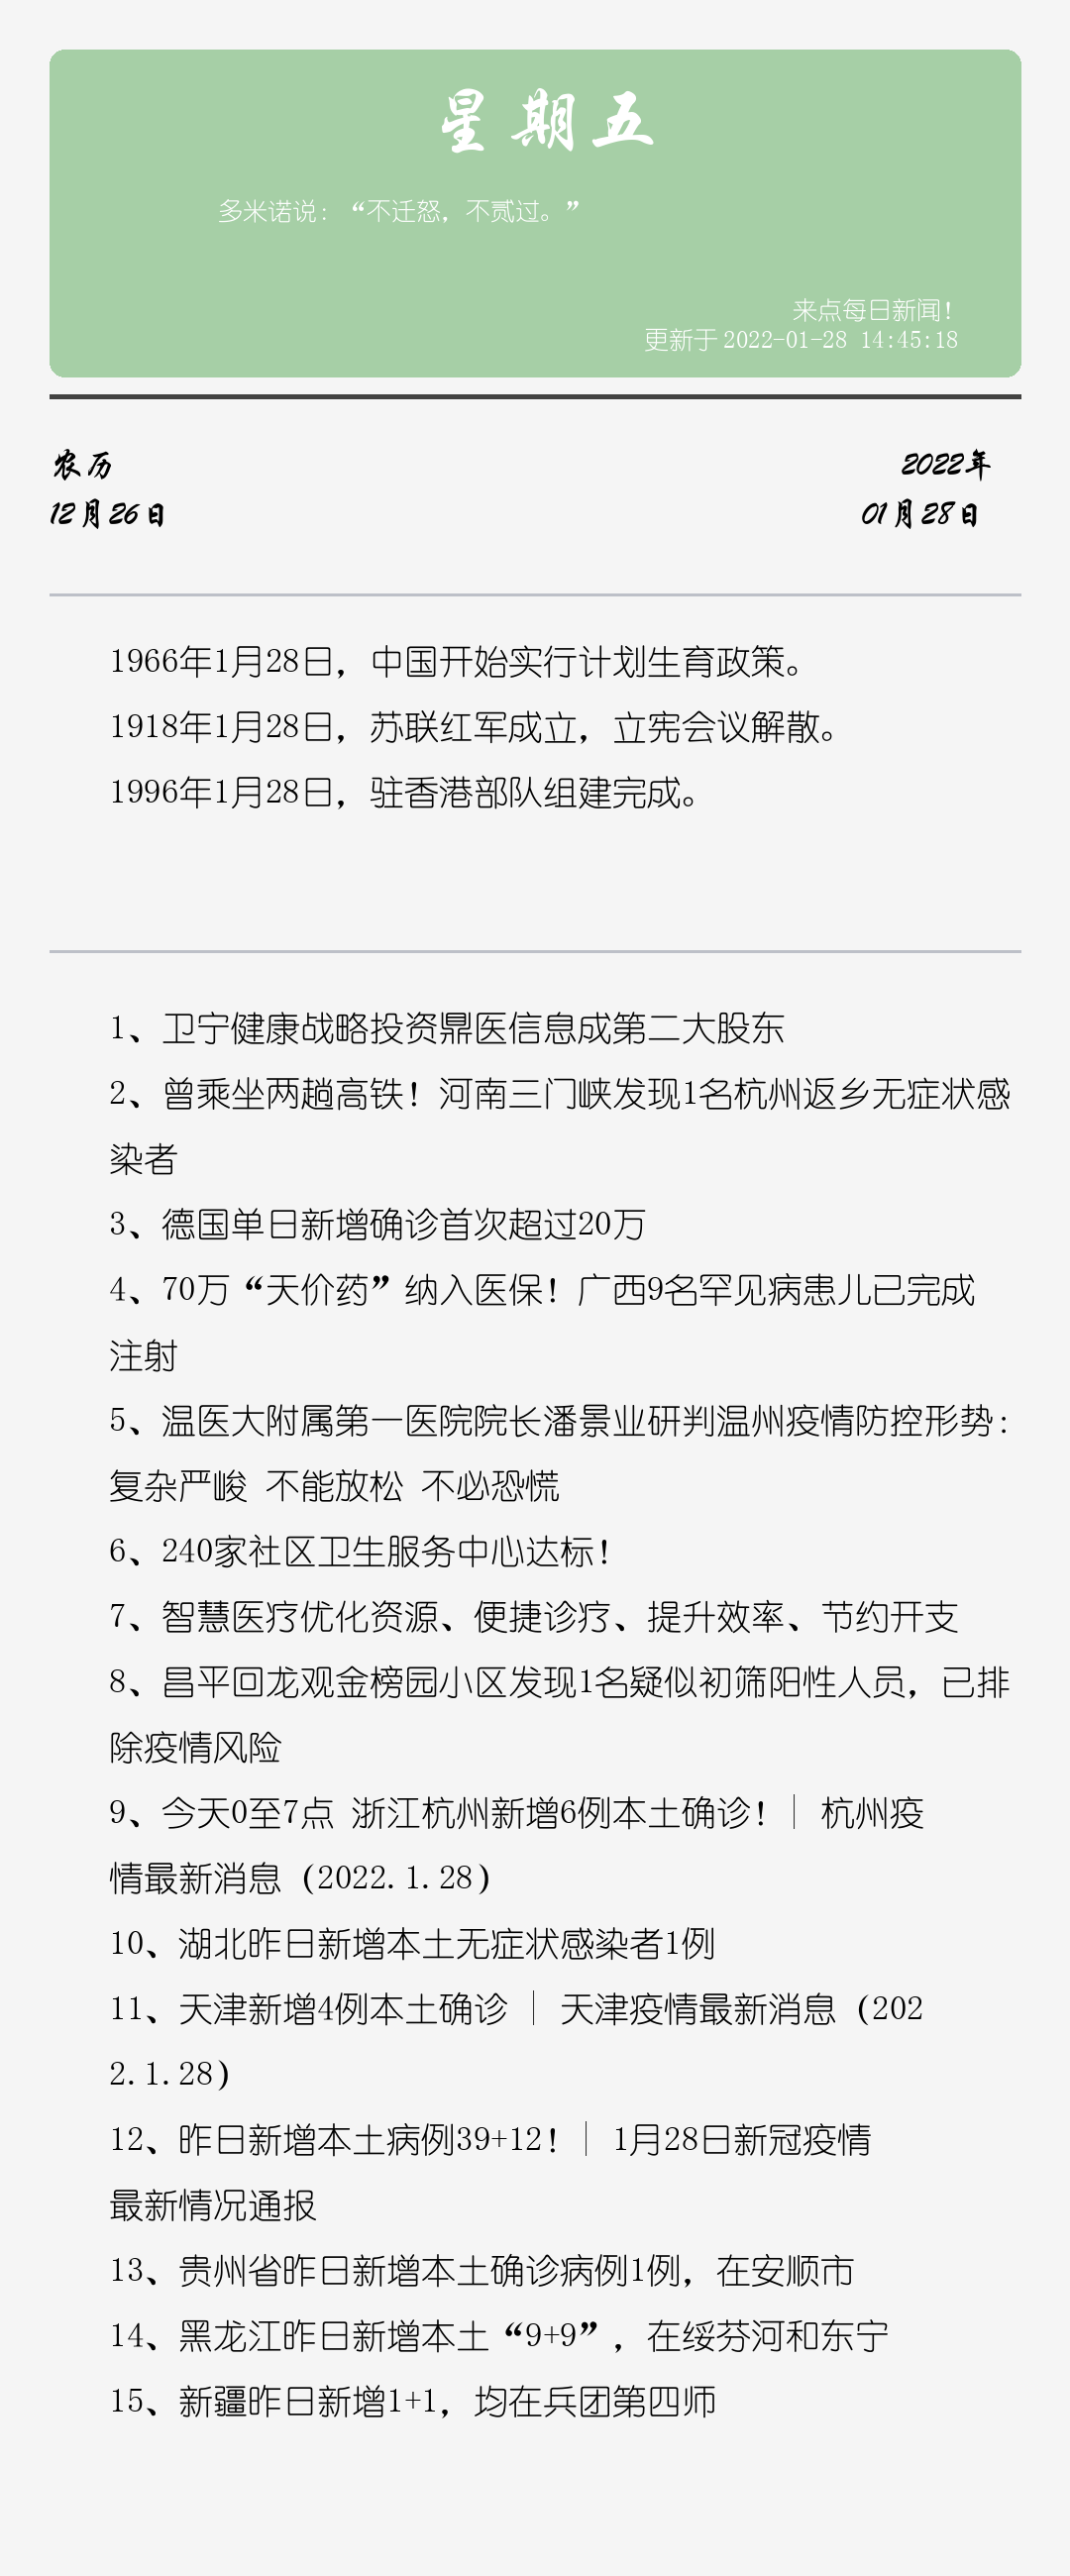 星期五
多米诺说：“不迁怒，不贰过。”
来点每日新闻！
更新于2022-01-28 14:45:18
农历
2022年
12月26日
01月28日
1966年1月28日，中国开始实行计划生育政策。
1918年1月28日，苏联红军成立，立宪会议解散。
1996年1月28日，驻香港部队组建完成。
1、卫宁健康战略投资鼎医信息成第二大股东
2、曾乘坐两趟高铁！河南三门峡发现1名杭州返乡无症状感
染者
3、德国单日新增确诊首次超过20万
4、70万“天价药”纳入医保！广西9名罕见病患儿已完成
注射
5、温医大附属第一医院院长潘景业研判温州疫情防控形势：
复杂严峻 不能放松 不必恐慌
6、240家社区卫生服务中心达标！
7、智慧医疗优化资源、便捷诊疗、提升效率、节约开支
8、昌平回龙观金榜园小区发现1名疑似初筛阳性人员，已排
除疫情风险
9、今天0至7点 浙江杭州新增6例本土确诊！｜ 杭州疫
情最新消息（2022.1.28）
10、湖北昨日新增本土无症状感染者1例
11、天津新增4例本土确诊 ｜ 天津疫情最新消息（202
2.1.28）
12、昨日新增本土病例39+12！｜ 1月28日新冠疫情
最新情况通报
13、贵州省昨日新增本土确诊病例1例，在安顺市
14、黑龙江昨日新增本土“9+9”，在绥芬河和东宁
15、新疆昨日新增1+1，均在兵团第四师